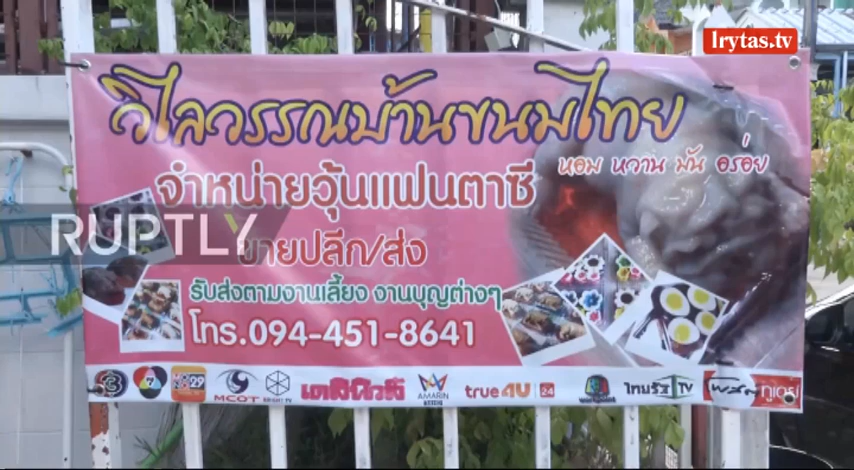 lrytas.tv
วิไลวรรณบ้านขนมไทย
หอม หวาน มัน อร่อย
จำหน่ายวุ้นแฟนตาซี
RUPTLY
ขายปลีก/ส่ง
รับส่งตามงานเลี้ยง งานบุญต่างๆ
โทร.094-451-8641
3 7 29 MCOT เดลินิวส์ AMARIN true4U 24 ไทยรัฐ TV